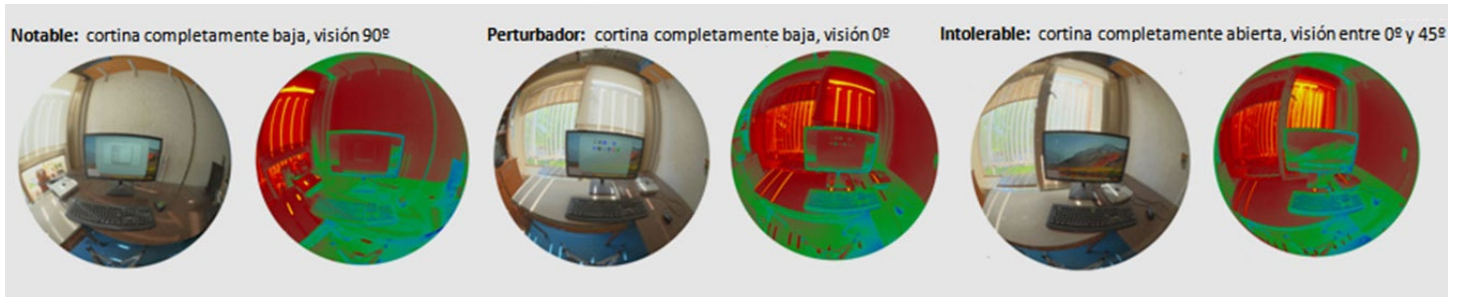 Notable: cortina completamente baja, visión 90º
Perturbador: cortina completamente baja, visión 0º
Intolerable: cortina completamente abierta, visión entre 0º y 45º